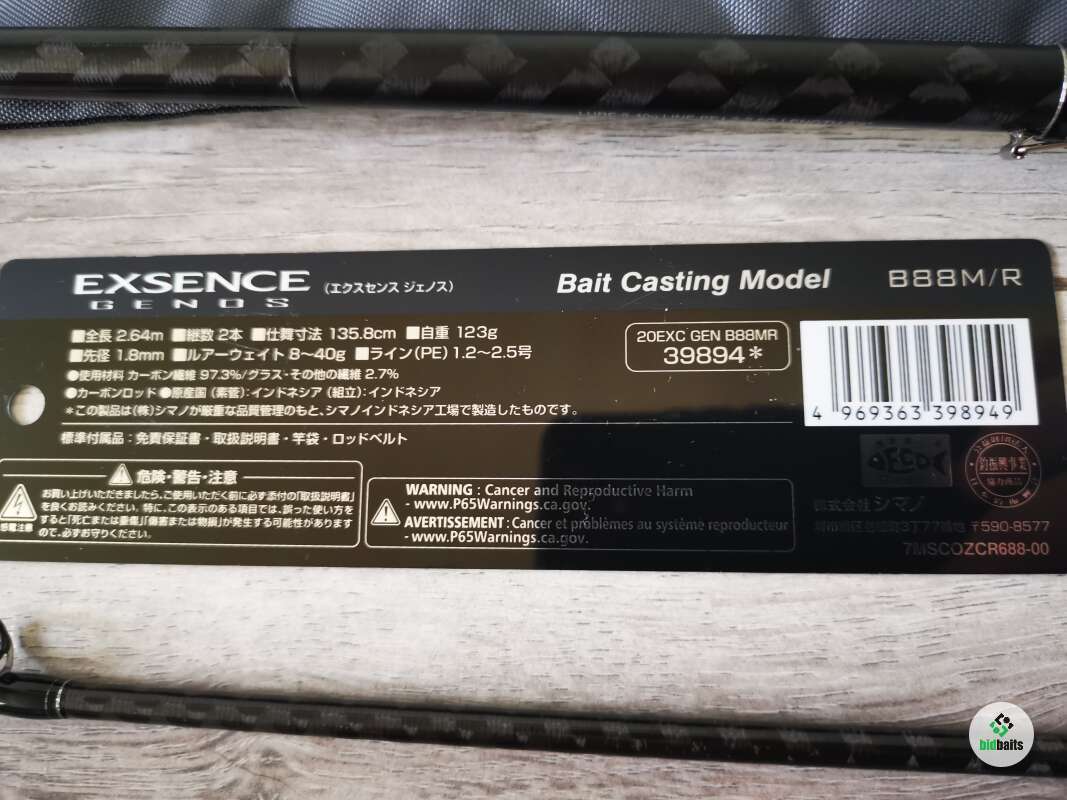 EXSENCE
GENOS
(エクスセンス ジェノス)
Bait Casting Model
B88M/R
■全長 2.64m ■継数 2本 ■仕舞寸法 135.8cm ■自重 123g
■先径 1.8mm ■ルアーウェイト 8〜40g ■ライン(PE) 1.2〜2.5号
●使用材料 カーボン繊維 97.3%/グラス・その他の繊維 2.7%
●カーボンロッド ●原産国 (素管):インドネシア (組立):インドネシア
*この製品は(株)シマノが厳重な品質管理のもと、シマノインドネシア工場で製造したものです。
標準付属品:免責保証書・取扱説明書・竿袋・ロッドベルト
20EXC GEN B88MR
39894*
4 969363 398949
危険・警告・注意
感電注意
お買い上げいただきましたら、ご使用いただく前に必ず添付の「取扱説明書」
を良くお読みください。特に、この表示のある項目では、誤った使い方を
すると「死亡または重傷」「傷害または物損」が発生する可能性があります
ので、必ずお守りください。
WARNING : Cancer and Reproductive Harm
- www.P65Warnings.ca.gov.
AVERTISSEMENT : Cancer et problèmes au système reproducteur
- www.P65Warnings.ca.gov.
株式会社シマノ
3丁77番地 〒590-8577
7MSCOZCR688-00
bidbaits